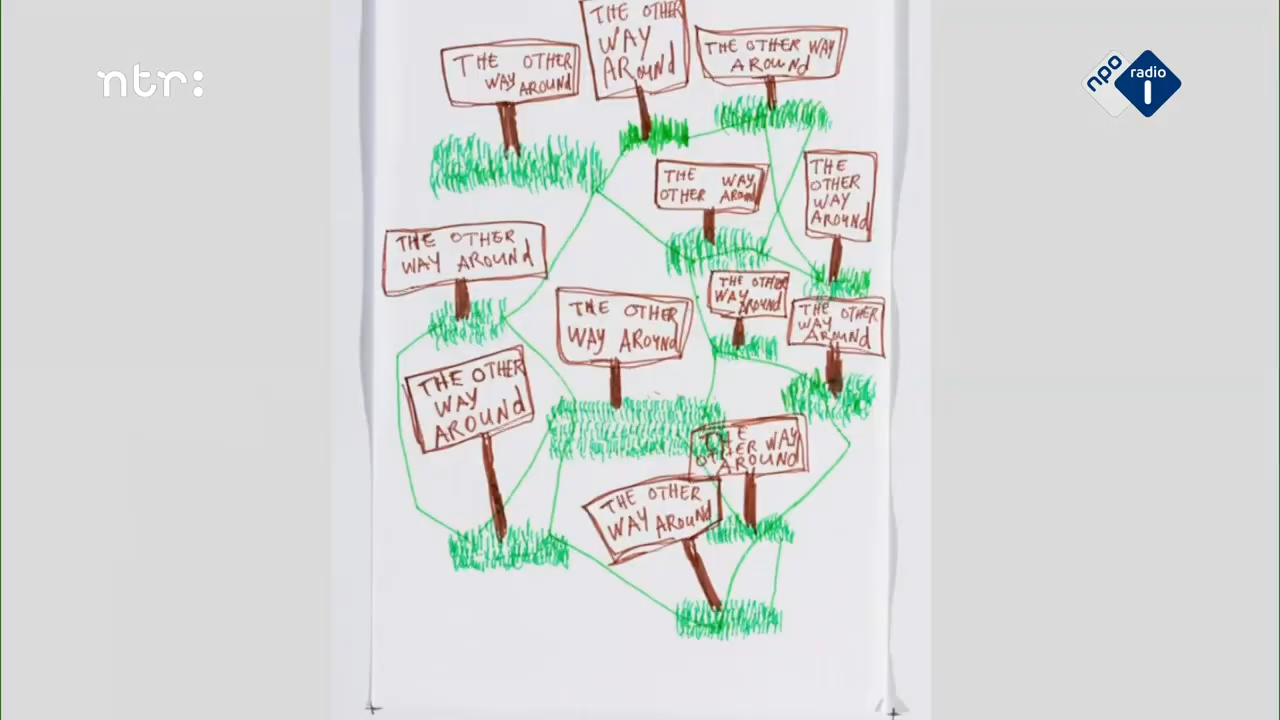 ntr:
npo
radio
1
THE OTHER
WAY AROUND
THE OTHER
WAY
AROUND
THE OTHER WAY
AROUND
THE WAY
OTHER AROUND
THE
OTHER
WAY
AROUND
THE OTHER
WAY AROUND
THE OTHER
WAY AROUND
THE OTHER
WAY
AROUND
THE OTHER
WAY
AROUND
THE OTHER
WAY
AROUND
THE
OTHER WAY
AROUND
THE OTHER
WAY AROUND